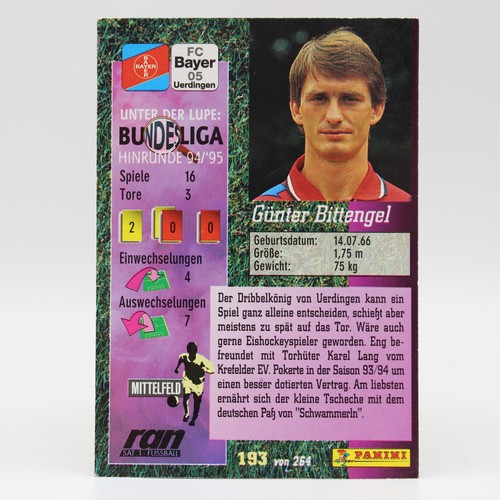 BAYER
BAYER
FC
Bayer
05
Uerdingen
UNTER DER LUPE:
BUNDESLIGA
HINRUNDE 94/'95
Spiele 16
Tore 3
2 0 0
Einwechselungen
4
Auswechselungen
7
MITTELFELD
ran
SAT.1-FUSSBALL
Günter Bittengel
Geburtsdatum: 14.07.66
Größe: 1,75 m
Gewicht: 75 kg
Der Dribbelkönig von Uerdingen kann ein
Spiel ganz alleine entscheiden, schießt aber
meistens zu spät auf das Tor. Wäre auch
gerne Eishockeyspieler geworden. Eng be-
freundet mit Torhüter Karel Lang vom
Krefelder EV. Pokerte in der Saison 93/94 um
einen besser dotierten Vertrag. Am liebsten
ernährt sich der kleine Tscheche mit dem
deutschen Paß von "Schwammerln".
193 von 264
PANINI